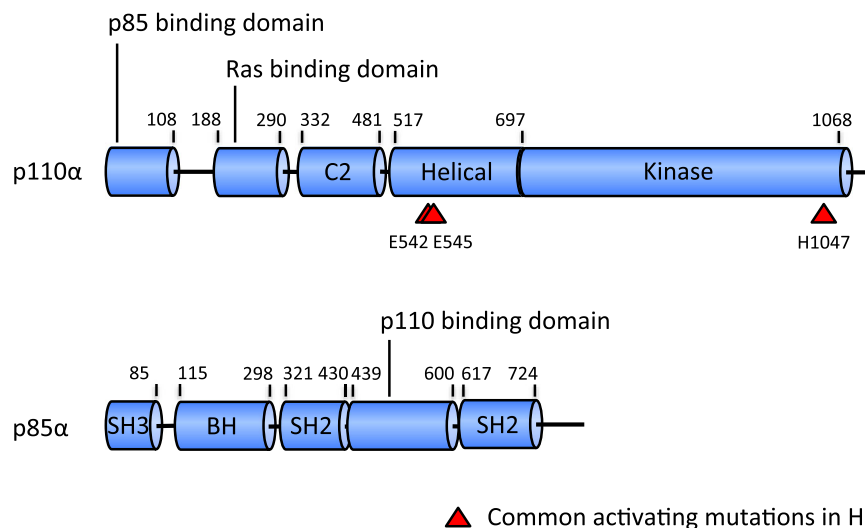 p85 binding domain
Ras binding domain
108 188 290 332 481 517 697 1068
p110α C2 Helical Kinase
E542 E545 H1047
p110 binding domain
85 115 298 321 430 439 600 617 724
p85α SH3 BH SH2 SH2
Common activating mutations in H